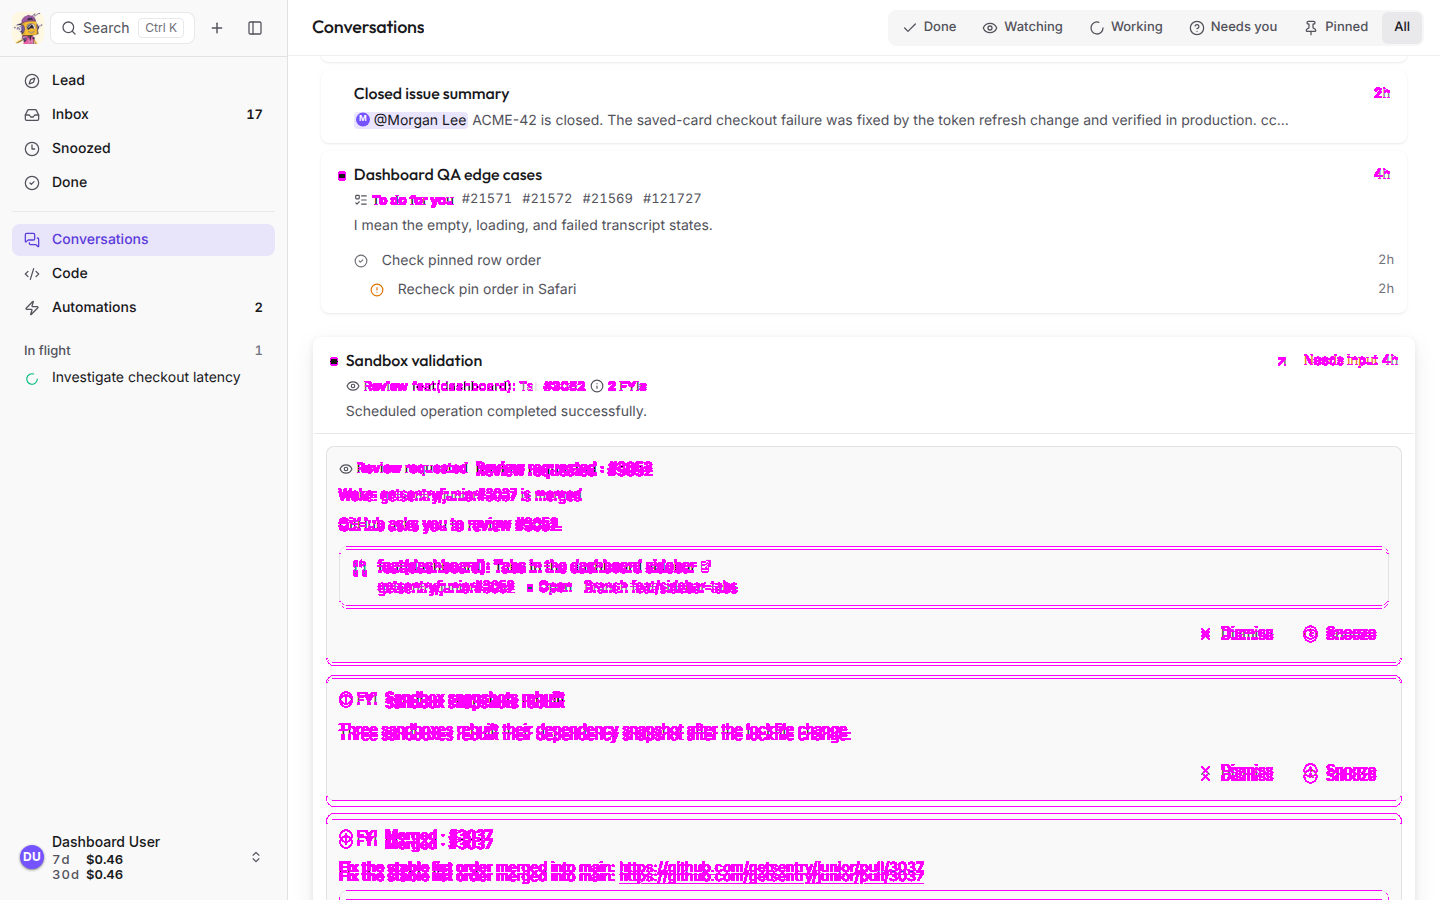 Search Ctrl K
Lead
Inbox 17
Snoozed
Done
Conversations
Code
Automations 2
In flight 1
Investigate checkout latency
Dashboard User
DU
7d $0.46
30d $0.46
Conversations
Done Watching Working Needs you Pinned All
Closed issue summary 2h
M @Morgan Lee ACME-42 is closed. The saved-card checkout failure was fixed by the token refresh change and verified in production. cc...
Dashboard QA edge cases 4h
To do for you #21571 #21572 #21569 #121727
I mean the empty, loading, and failed transcript states.
Check pinned row order 2h
Recheck pin order in Safari 2h
Sandbox validation Needs input 4h
Review feat(dashboard): #3052 2 FYIs
Scheduled operation completed successfully.
Review requested Review requested · #3052
getsentry/junior#3037 is merged
GitHub asks you to review #3052.
feat(dashboard): Tabs in the dashboard sidebar
getsentry/junior#3052 Open Branch feat/sidebar-tabs
Dismiss Snooze
FYI Sandbox snapshots rebuilt
Three sandboxes rebuilt their dependency snapshot after the lockfile change.
Dismiss Snooze
FYI Merged · #3037
Fix the stable list order merged into main: https://github.com/getsentry/junior/pull/3037